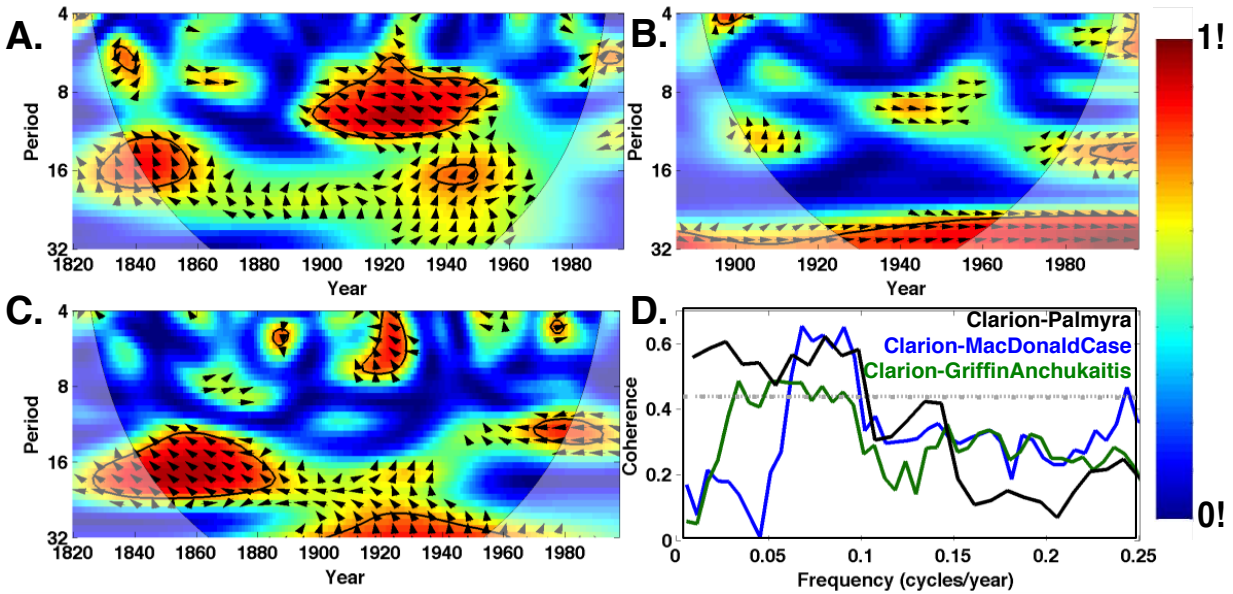 A.
4
8
16
32
Period
1820 1840 1860 1880 1900 1920 1940 1960 1980
Year
B.
4
8
16
32
Period
1900 1920 1940 1960 1980
Year
1!
0!
C.
4
8
16
32
Period
1820 1840 1860 1880 1900 1920 1940 1960 1980
Year
D.
Clarion-Palmyra
Clarion-MacDonaldCase
Clarion-GriffinAnchukaitis
0.6
0.4
0.2
0
Coherence
0 0.05 0.1 0.15 0.2 0.25
Frequency (cycles/year)